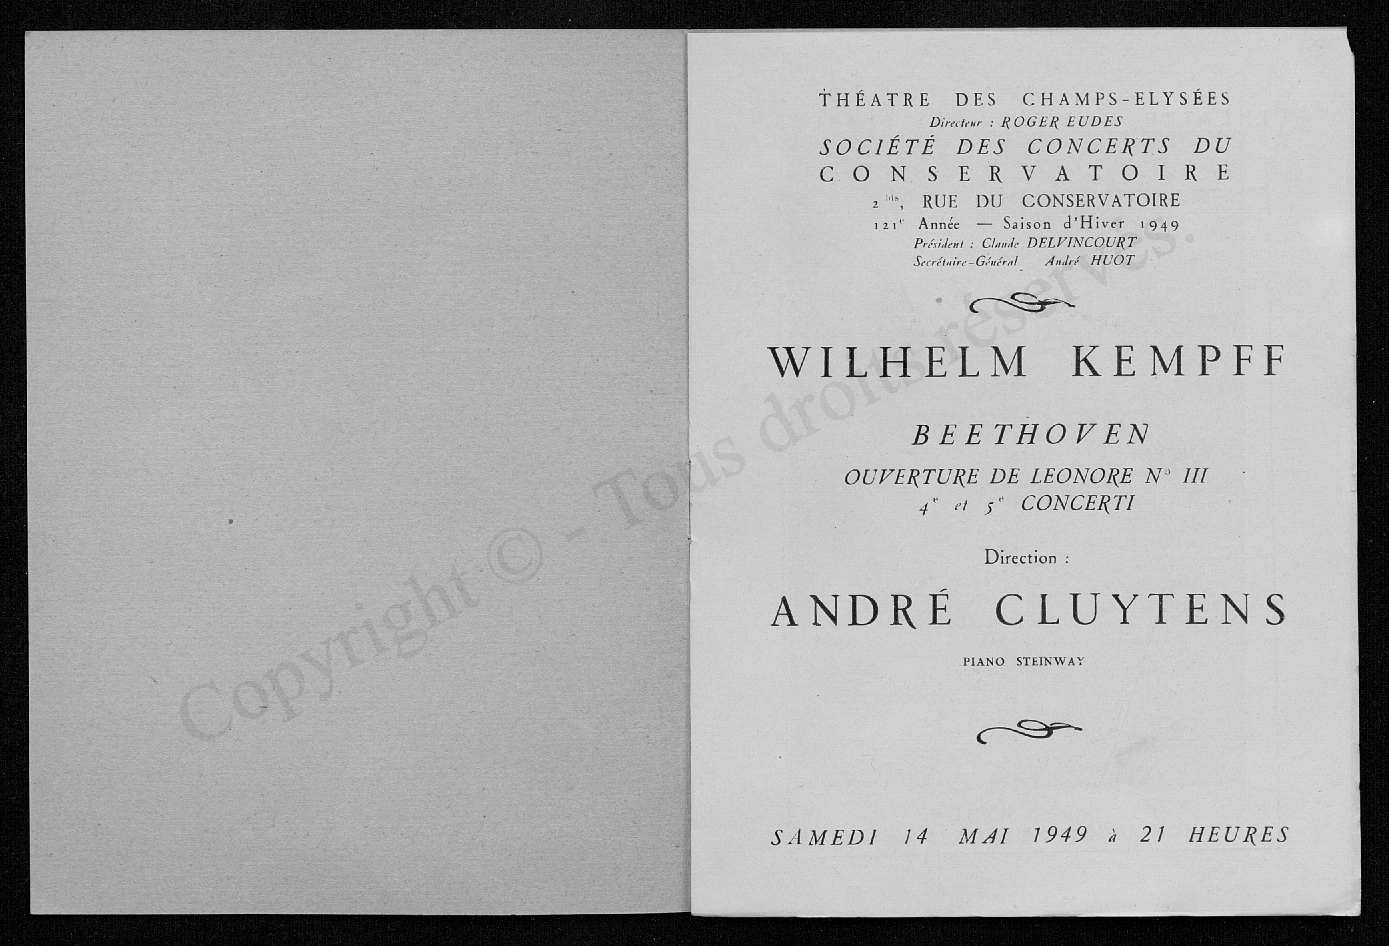 THÉATRE DES CHAMPS-ELYSÉES
Directeur : ROGER EUDES
SOCIÉTÉ DES CONCERTS DU
CONSERVATOIRE
2 bis, RUE DU CONSERVATOIRE
121e Année — Saison d'Hiver 1949
Président : Claude DELVINCOURT
Secrétaire-Général André HUOT
WILHELM KEMPFF
BEETHOVEN
OUVERTURE DE LEONORE No III
4e et 5e CONCERTI
Direction :
ANDRÉ CLUYTENS
PIANO STEINWAY
SAMEDI 14 MAI 1949 à 21 HEURES
Copyright © - Tous droits réservés.